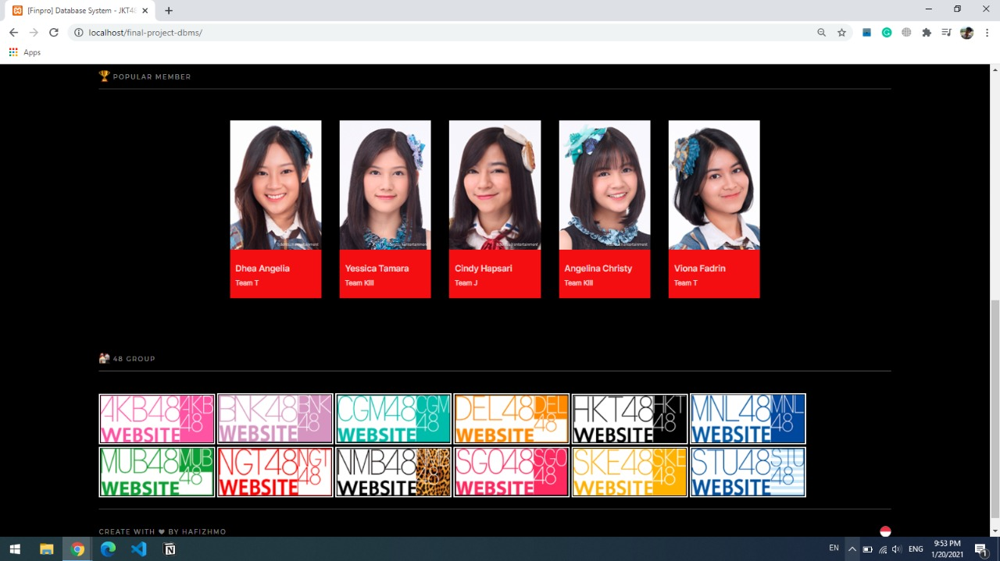 [Finpro] Database System - JKT48
localhost/final-project-dbms/
Apps
POPULAR MEMBER
Dhea Angelia
Team T
Yessica Tamara
Team KIII
Cindy Hapsari
Team J
Angelina Christy
Team KIII
Viona Fadrin
Team T
48 GROUP
AKB48 AKB
48
WEBSITE
BNK48 BNK
48
WEBSITE
CGM48 CGM
48
WEBSITE
DEL48 DEL
48
WEBSITE
HKT48 HKT
48
WEBSITE
MNL48 MNL
48
WEBSITE
MUB48 MUB
48
WEBSITE
NGT48 NGT
48
WEBSITE
NMB48 NMB
48
WEBSITE
SGO48 SGO
48
WEBSITE
SKE48 SKE
48
WEBSITE
STU48 STU
48
WEBSITE
CREATE WITH ♥ BY HAFIZHMO
EN
ENG
9:53 PM
1/20/2021
1